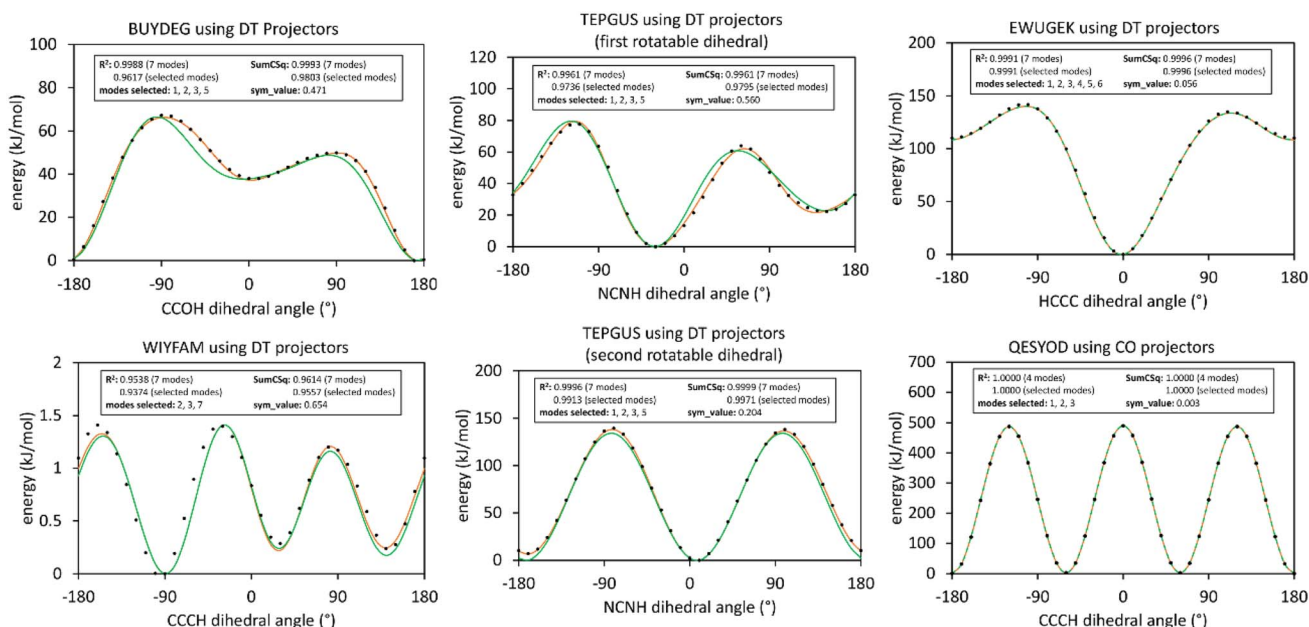 BUYDEG using DT Projectors
R²: 0.9988 (7 modes) SumCSq: 0.9993 (7 modes)
0.9617 (selected modes) 0.9803 (selected modes)
modes selected: 1, 2, 3, 5 sym_value: 0.471
energy (kJ/mol)
100
80
60
40
20
0
-180 -90 0 90 180
CCOH dihedral angle (°)
TEPGUS using DT projectors
(first rotatable dihedral)
R²: 0.9961 (7 modes) SumCSq: 0.9961 (7 modes)
0.9736 (selected modes) 0.9795 (selected modes)
modes selected: 1, 2, 3, 5 sym_value: 0.560
energy (kJ/mol)
120
100
80
60
40
20
0
-180 -90 0 90 180
NCNH dihedral angle (°)
EWUGEK using DT projectors
R²: 0.9991 (7 modes) SumCSq: 0.9996 (7 modes)
0.9991 (selected modes) 0.9996 (selected modes)
modes selected: 1, 2, 3, 4, 5, 6 sym_value: 0.056
energy (kJ/mol)
200
150
100
50
0
-180 -90 0 90 180
HCCC dihedral angle (°)
WIYFAM using DT projectors
R²: 0.9538 (7 modes) SumCSq: 0.9614 (7 modes)
0.9374 (selected modes) 0.9557 (selected modes)
modes selected: 2, 3, 7 sym_value: 0.654
energy (kJ/mol)
2
1.5
1
0.5
0
-180 -90 0 90 180
CCCH dihedral angle (°)
TEPGUS using DT projectors
(second rotatable dihedral)
R²: 0.9996 (7 modes) SumCSq: 0.9999 (7 modes)
0.9913 (selected modes) 0.9971 (selected modes)
modes selected: 1, 2, 3, 5 sym_value: 0.204
energy (kJ/mol)
200
150
100
50
0
-180 -90 0 90 180
NCNH dihedral angle (°)
QESYOD using CO projectors
R²: 1.0000 (4 modes) SumCSq: 1.0000 (4 modes)
1.0000 (selected modes) 1.0000 (selected modes)
modes selected: 1, 2, 3 sym_value: 0.003
energy (kJ/mol)
700
600
500
400
300
200
100
0
-180 -90 0 90 180
CCCH dihedral angle (°)